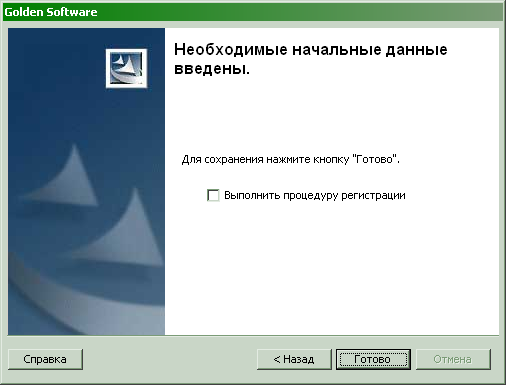 Golden Software
Необходимые начальные данные
введены.
Для сохранения нажмите кнопку "Готово".
Выполнить процедуру регистрации
Справка
< Назад
Готово
Отмена